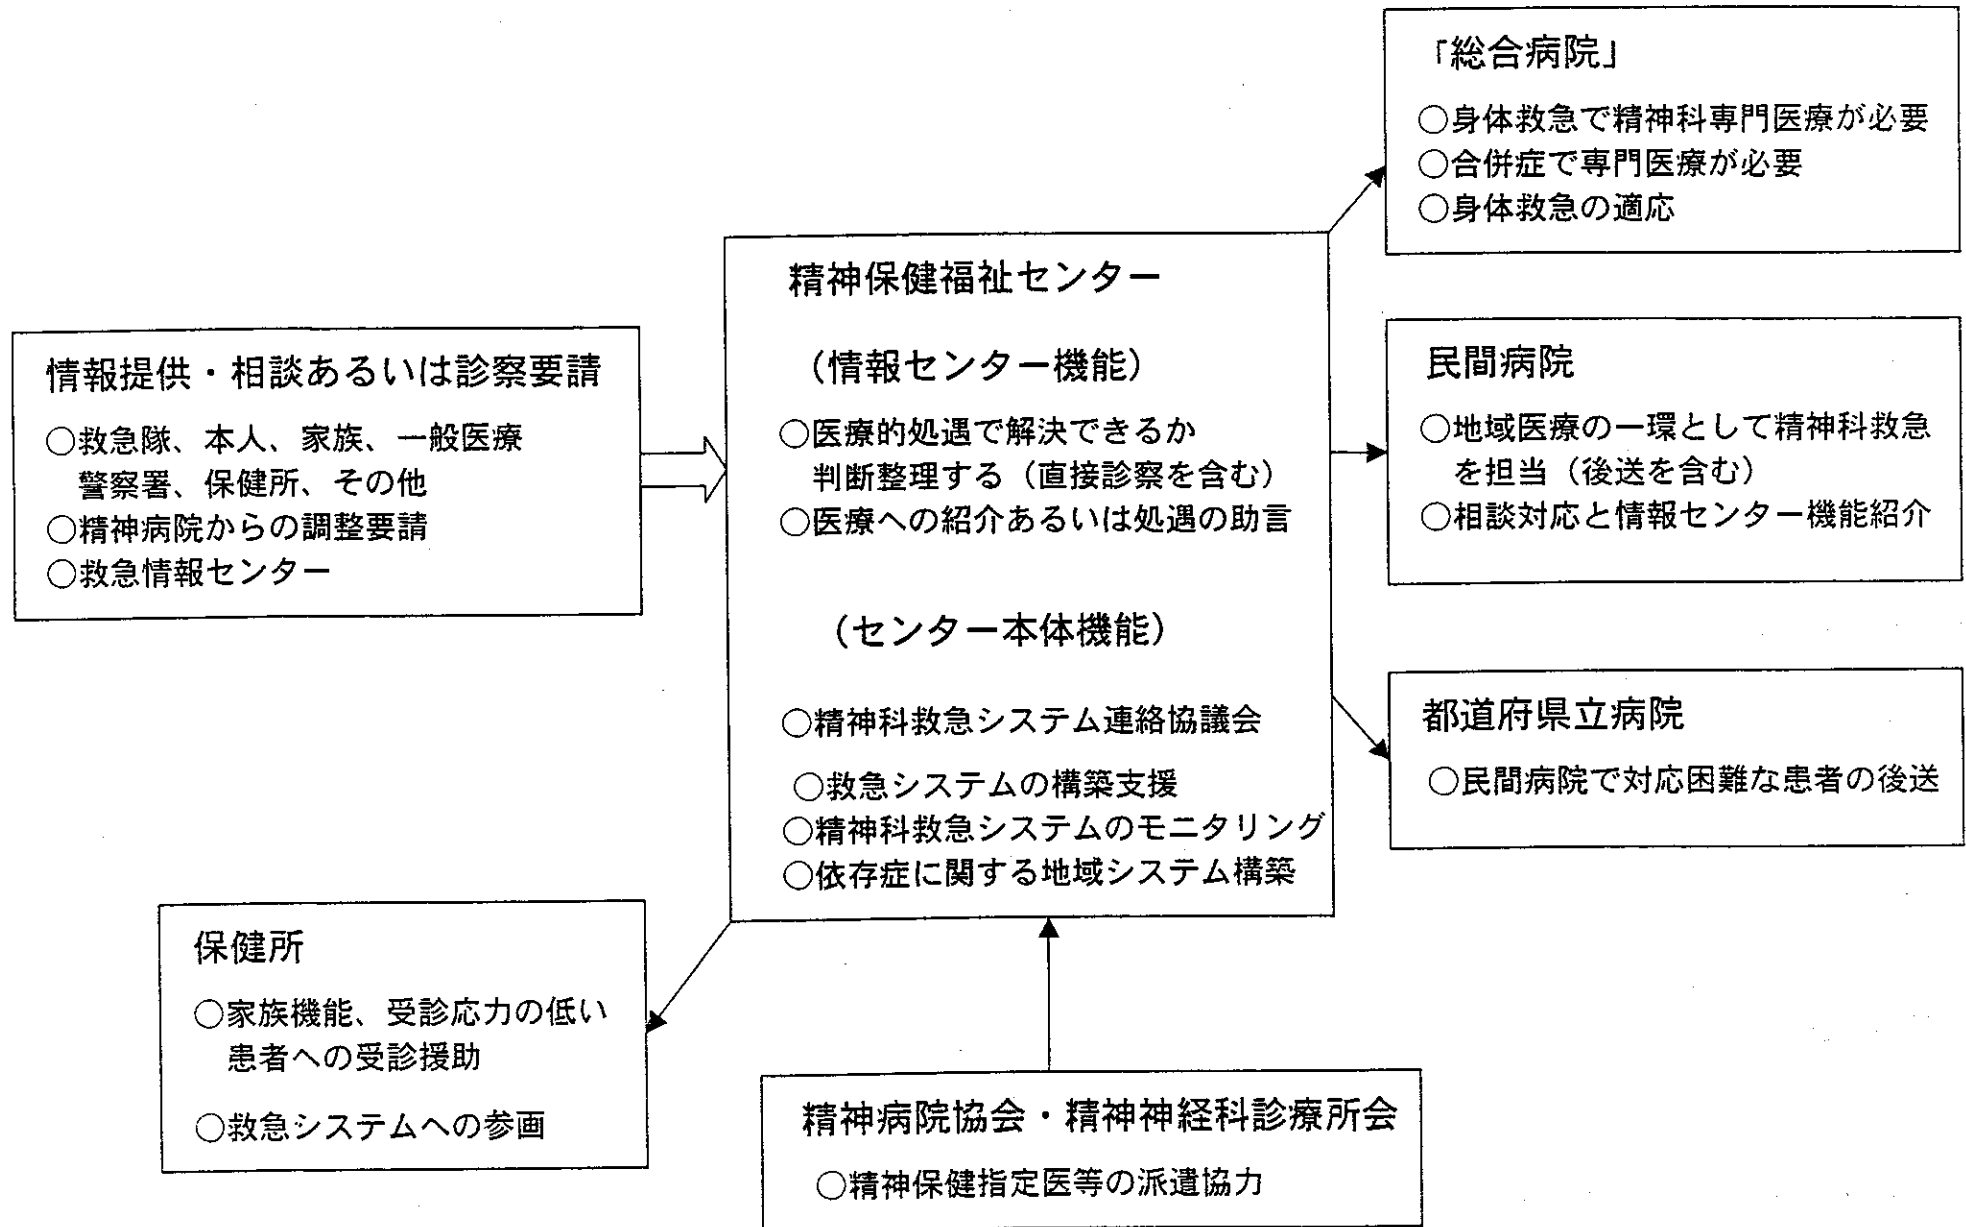 情報提供・相談あるいは診察要請
○救急隊、本人、家族、一般医療
警察署、保健所、その他
○精神病院からの調整要請
○救急情報センター
精神保健福祉センター
（情報センター機能）
○医療的処遇で解決できるか
判断整理する（直接診察を含む）
○医療への紹介あるいは処遇の助言
（センター本体機能）
○精神科救急システム連絡協議会
○救急システムの構築支援
○精神科救急システムのモニタリング
○依存症に関する地域システム構築
「総合病院」
○身体救急で精神科専門医療が必要
○合併症で専門医療が必要
○身体救急の適応
民間病院
○地域医療の一環として精神科救急
を担当（後送を含む）
○相談対応と情報センター機能紹介
都道府県立病院
○民間病院で対応困難な患者の後送
保健所
○家族機能、受診応力の低い
患者への受診援助
○救急システムへの参画
精神病院協会・精神神経科診療所会
○精神保健指定医等の派遣協力